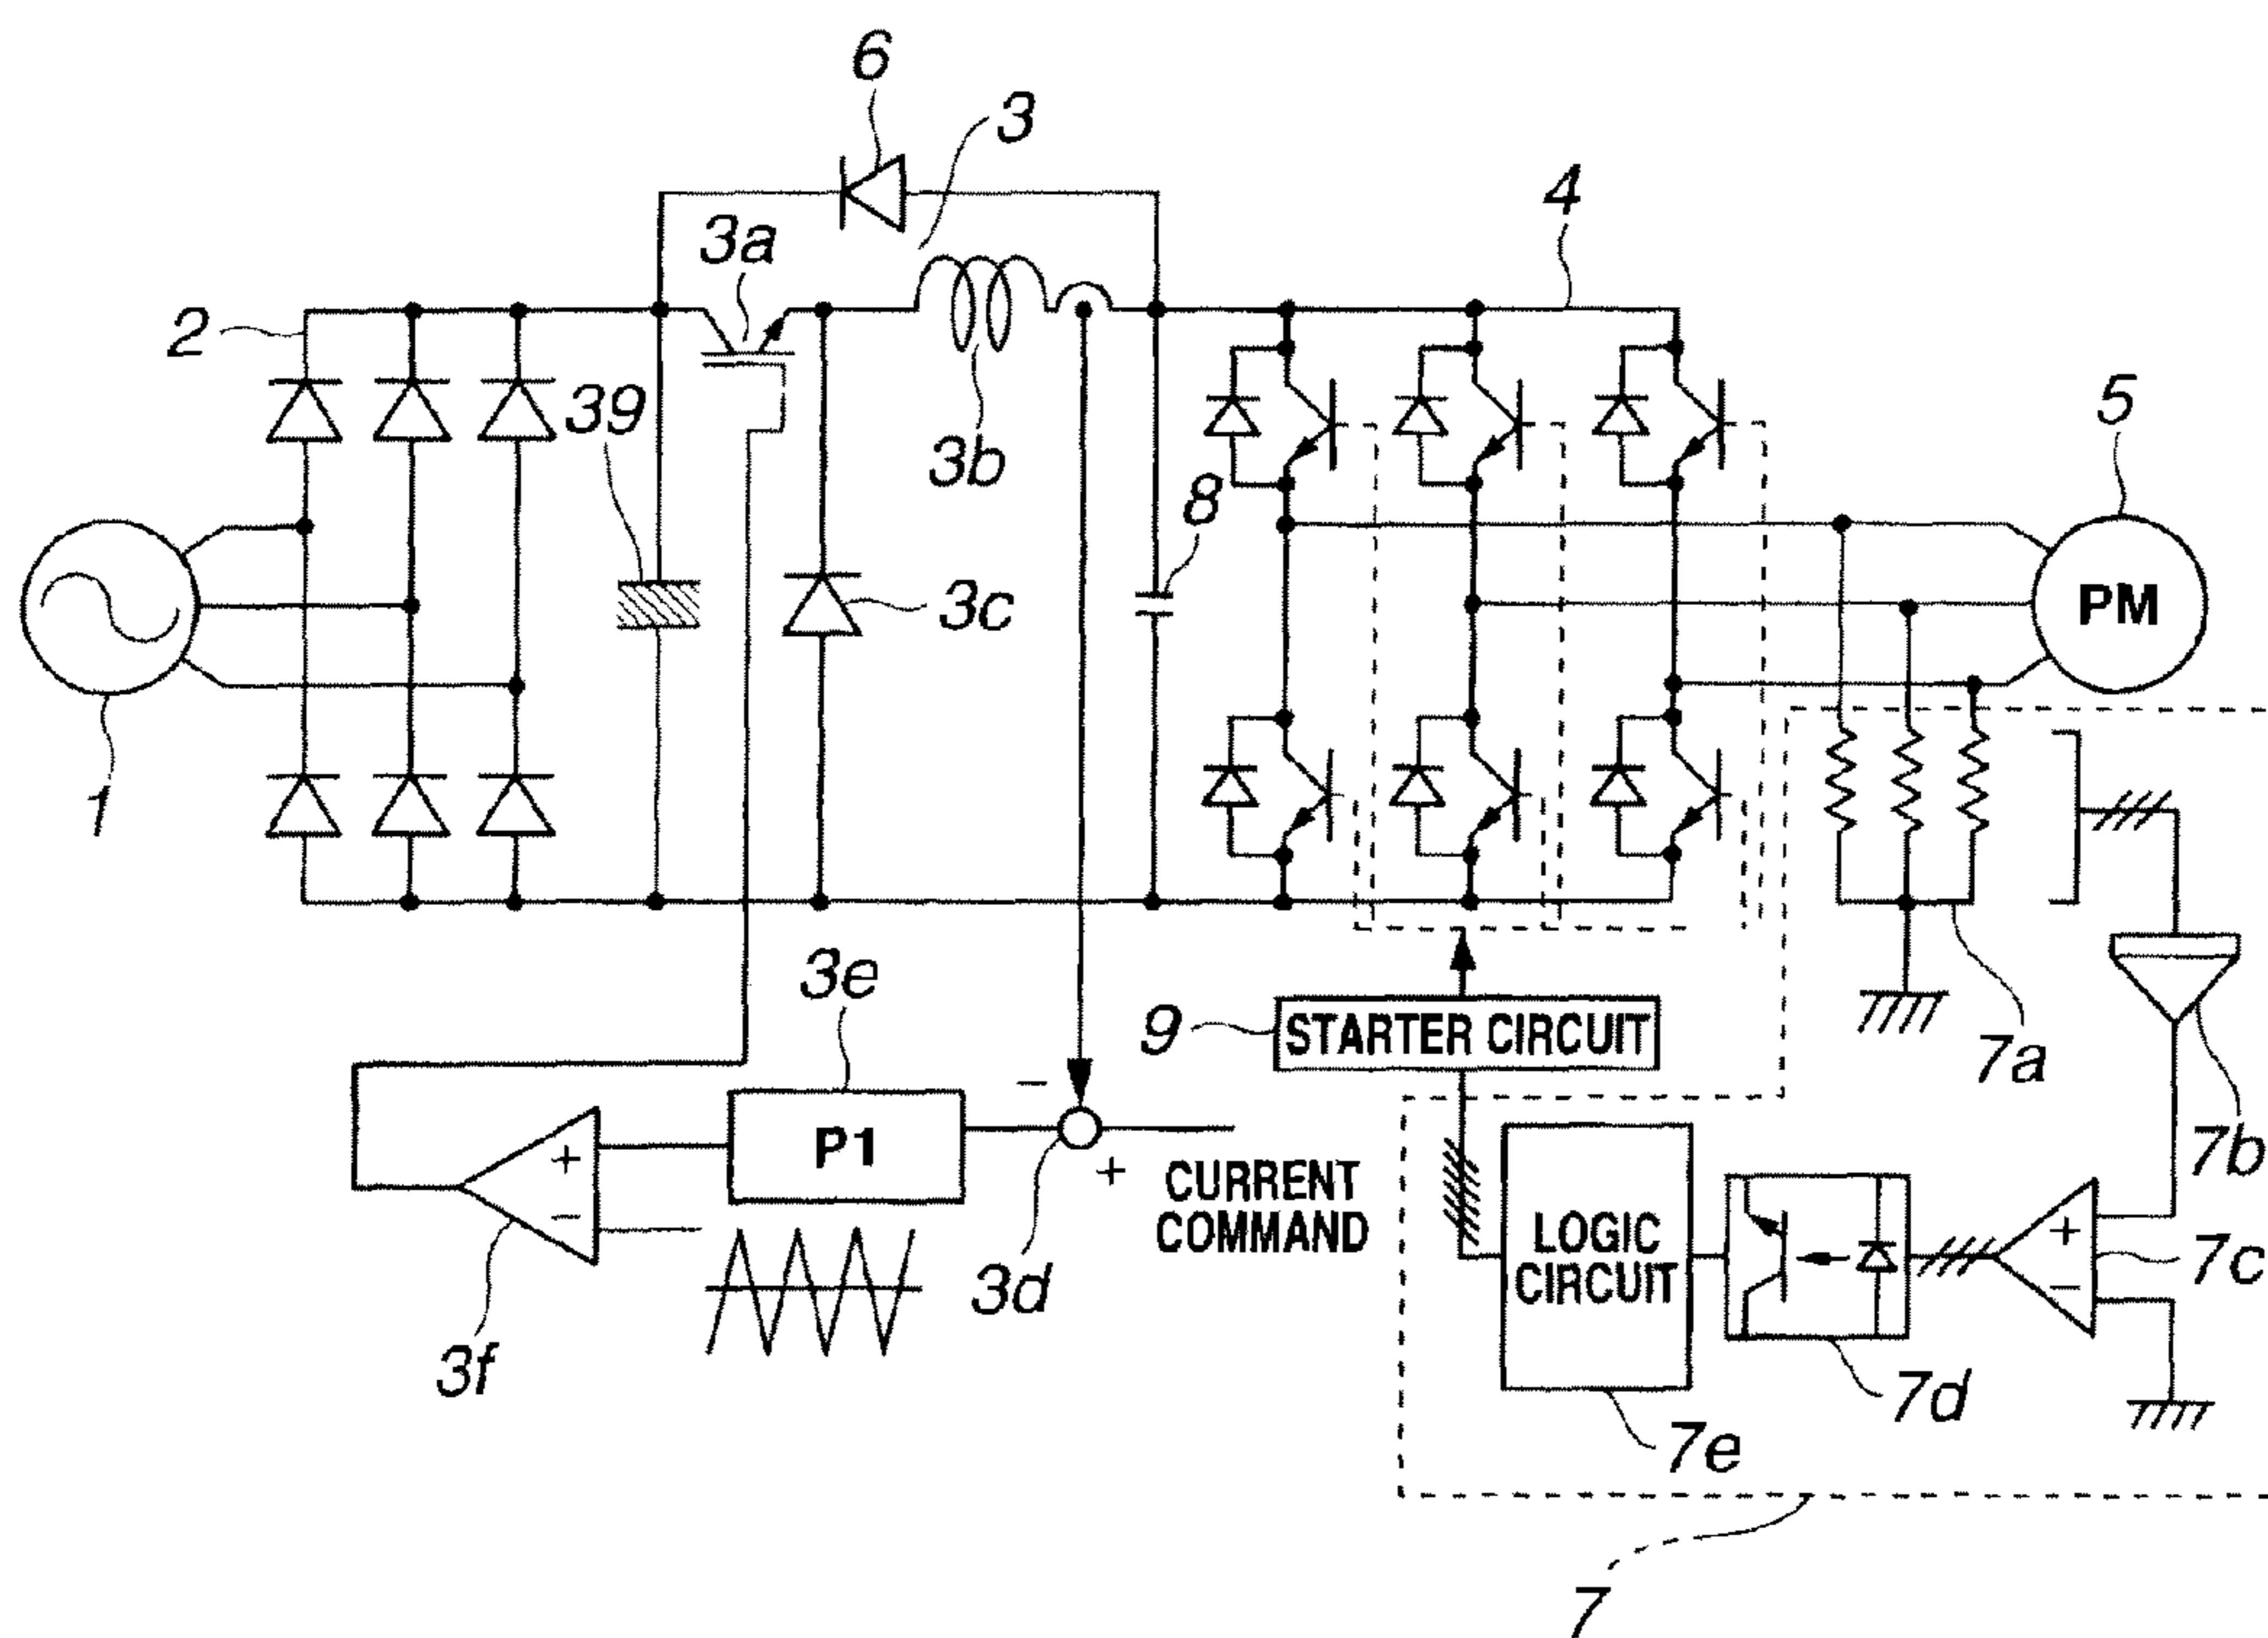 6
3
4
3a
2
39
5
3b
8
3c
PM
1
3e
9
STARTER CIRCUIT
7a
−
P1
7b
+
+
CURRENT
COMMAND
−
LOGIC
CIRCUIT
+
7c
−
3d
3f
7d
7e
7